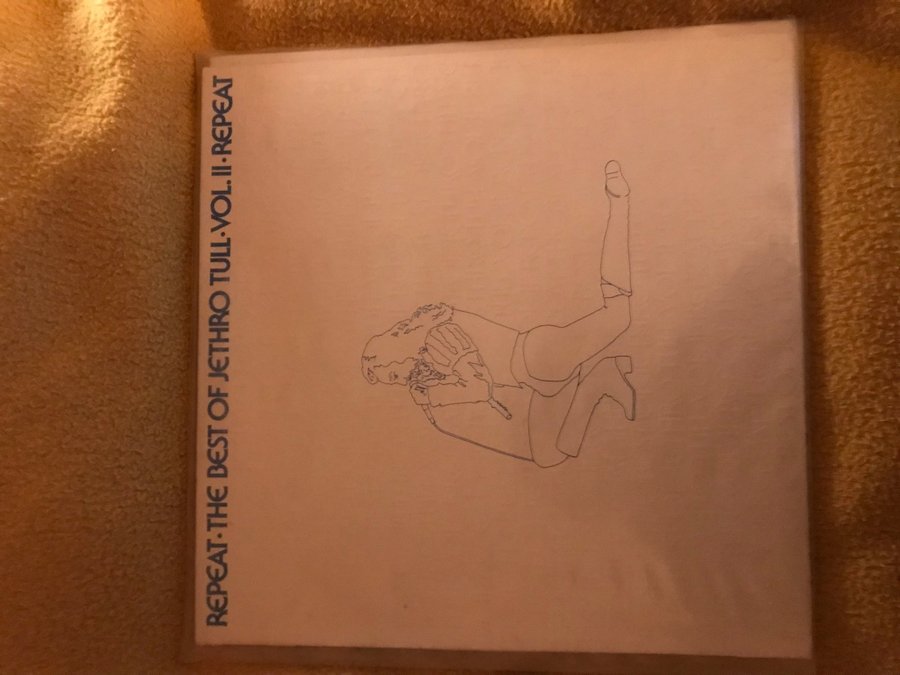 REPEAT·THE BEST OF JETHRO TULL·VOL.II·REPEAT